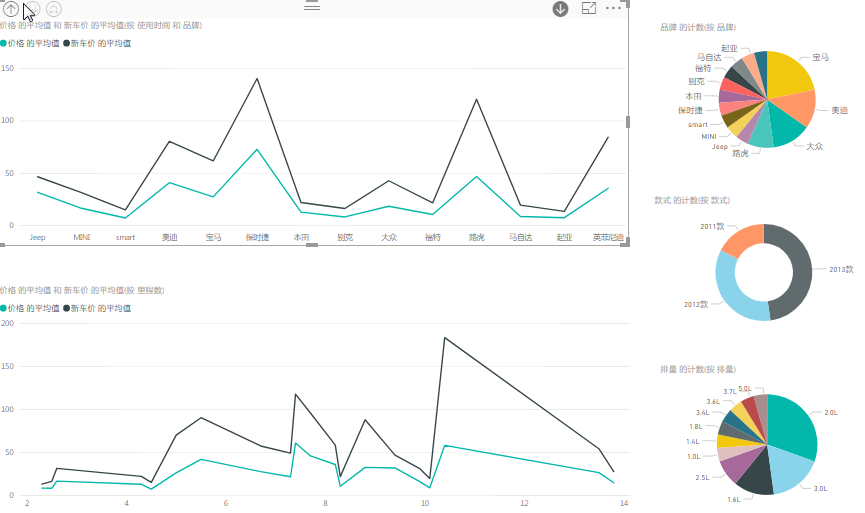 价格 的平均值 和 新车价 的平均值(按 使用时间 和 品牌)
价格 的平均值 新车价 的平均值
150
100
50
0
Jeep MINI smart 奥迪 宝马 保时捷 本田 别克 大众 福特 路虎 马自达 起亚 英菲尼迪
价格 的平均值 和 新车价 的平均值(按 里程数)
价格 的平均值 新车价 的平均值
200
150
100
50
0
2 4 6 8 10 12 14
品牌 的计数(按 品牌)
起亚
宝马
马自达
福特
别克
本田
奥迪
保时捷
smart
MINI
Jeep
大众
路虎
款式 的计数(按 款式)
2011款
2013款
2012款
排量 的计数(按 排量)
5.0L
3.7L
3.6L
2.0L
3.4L
1.8L
1.4L
1.0L
2.5L
3.0L
1.6L